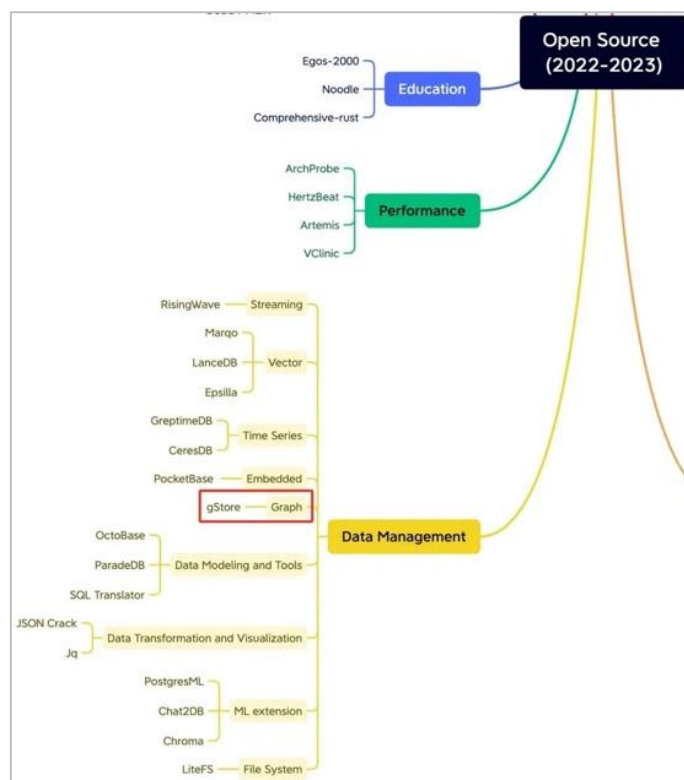 Open Source
(2022-2023)
Egos-2000
Noodle
Comprehensive-rust
Education
ArchProbe
HertzBeat
Artemis
VClinic
Performance
RisingWave
Streaming
Marqo
LanceDB
Epsilla
Vector
GreptimeDB
CeresDB
Time Series
PocketBase
Embedded
gStore
Graph
Data Management
OctoBase
ParadeDB
SQL Translator
Data Modeling and Tools
JSON Crack
Jq
Data Transformation and Visualization
PostgresML
Chat2DB
Chroma
ML extension
LiteFS
File System